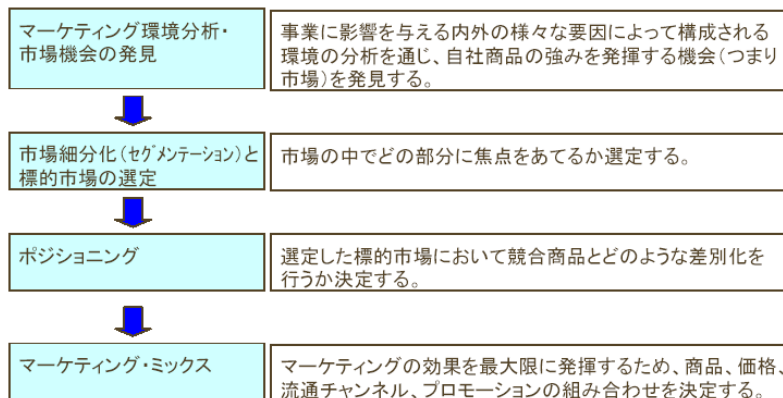 マーケティング環境分析・
市場機会の発見
事業に影響を与える内外の様々な要因によって構成される
環境の分析を通じ、自社商品の強みを発揮する機会(つまり
市場)を発見する。
市場細分化(ｾｸﾞﾒﾝﾃｰｼｮﾝ)と
標的市場の選定
市場の中でどの部分に焦点をあてるか選定する。
ポジショニング
選定した標的市場において競合商品とどのような差別化を
行うか決定する。
マーケティング・ミックス
マーケティングの効果を最大限に発揮するため、商品、価格、
流通チャンネル、プロモーションの組み合わせを決定する。